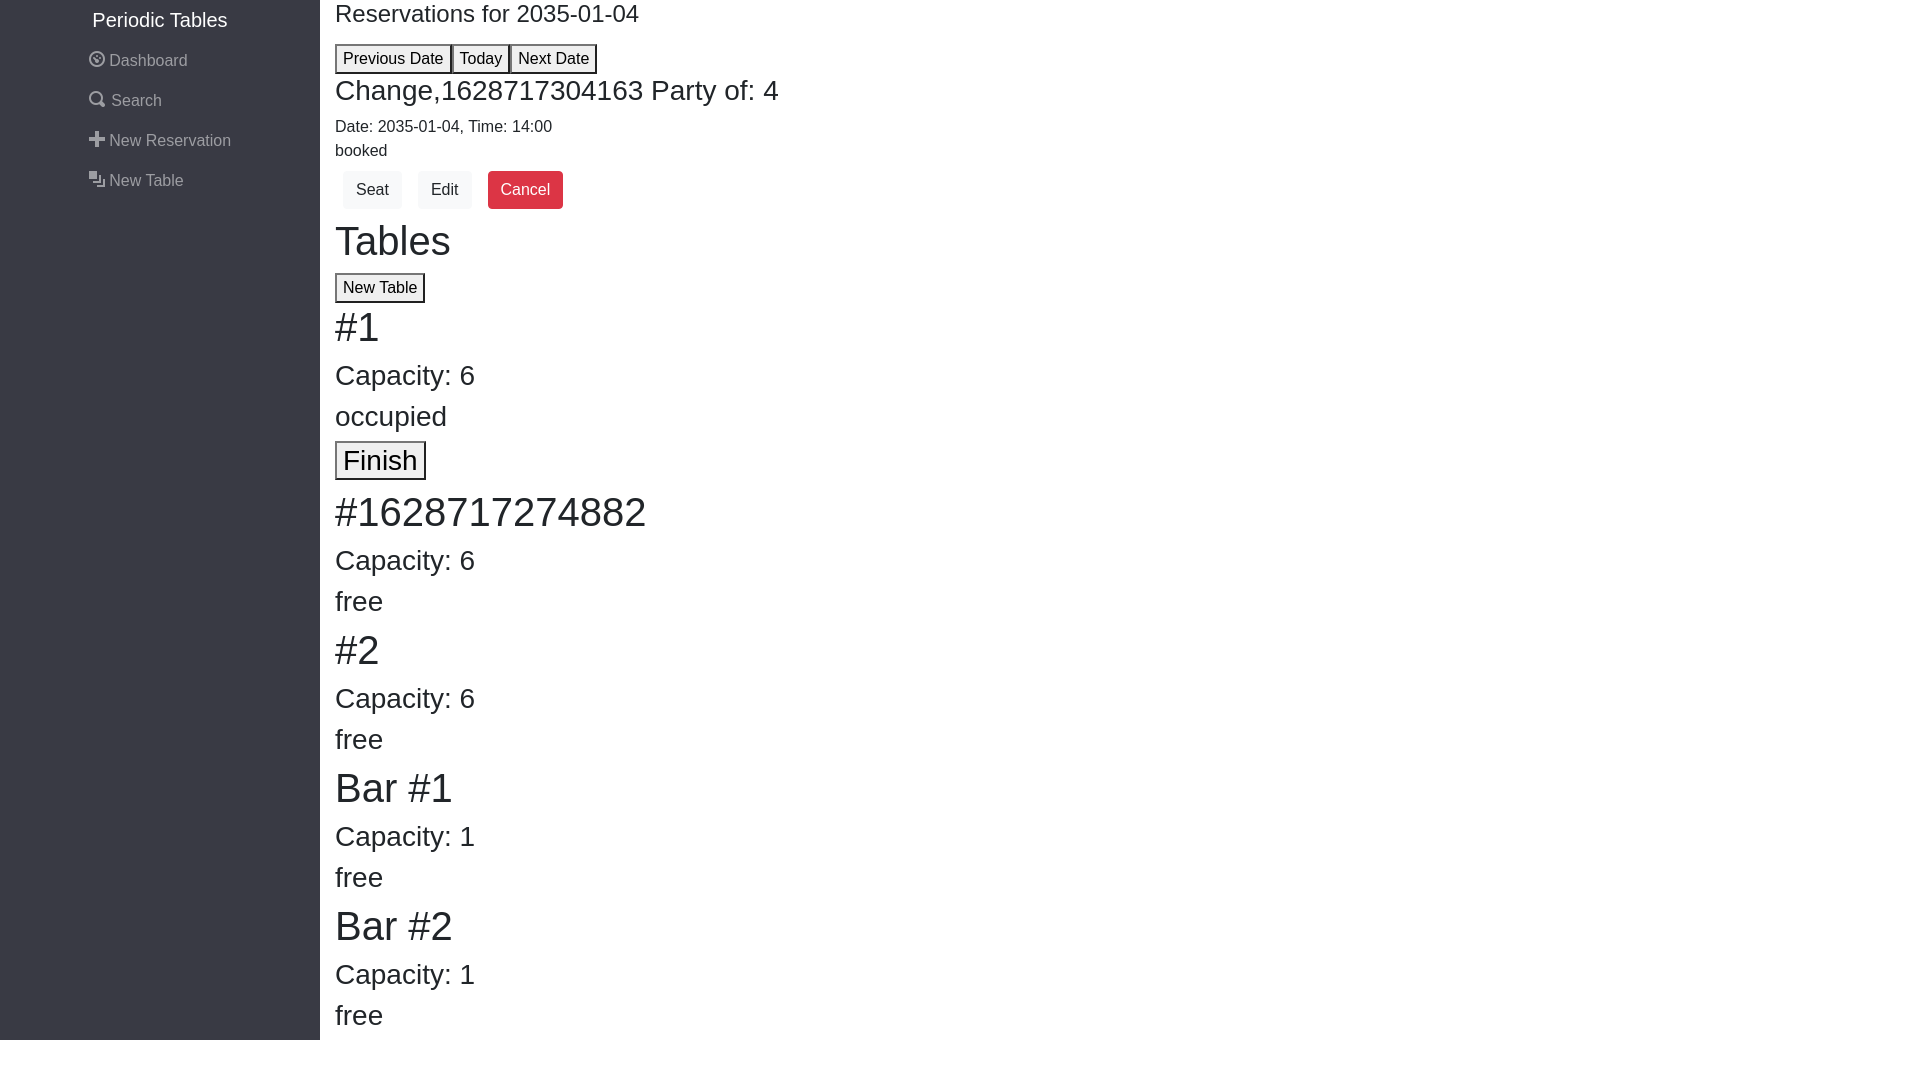 Periodic Tables
Dashboard
Search
New Reservation
New Table
Reservations for 2035-01-04
Previous Date Today Next Date
Change,1628717304163 Party of: 4
Date: 2035-01-04, Time: 14:00
booked
Seat Edit Cancel
Tables
New Table
#1
Capacity: 6
occupied
Finish
#1628717274882
Capacity: 6
free
#2
Capacity: 6
free
Bar #1
Capacity: 1
free
Bar #2
Capacity: 1
free